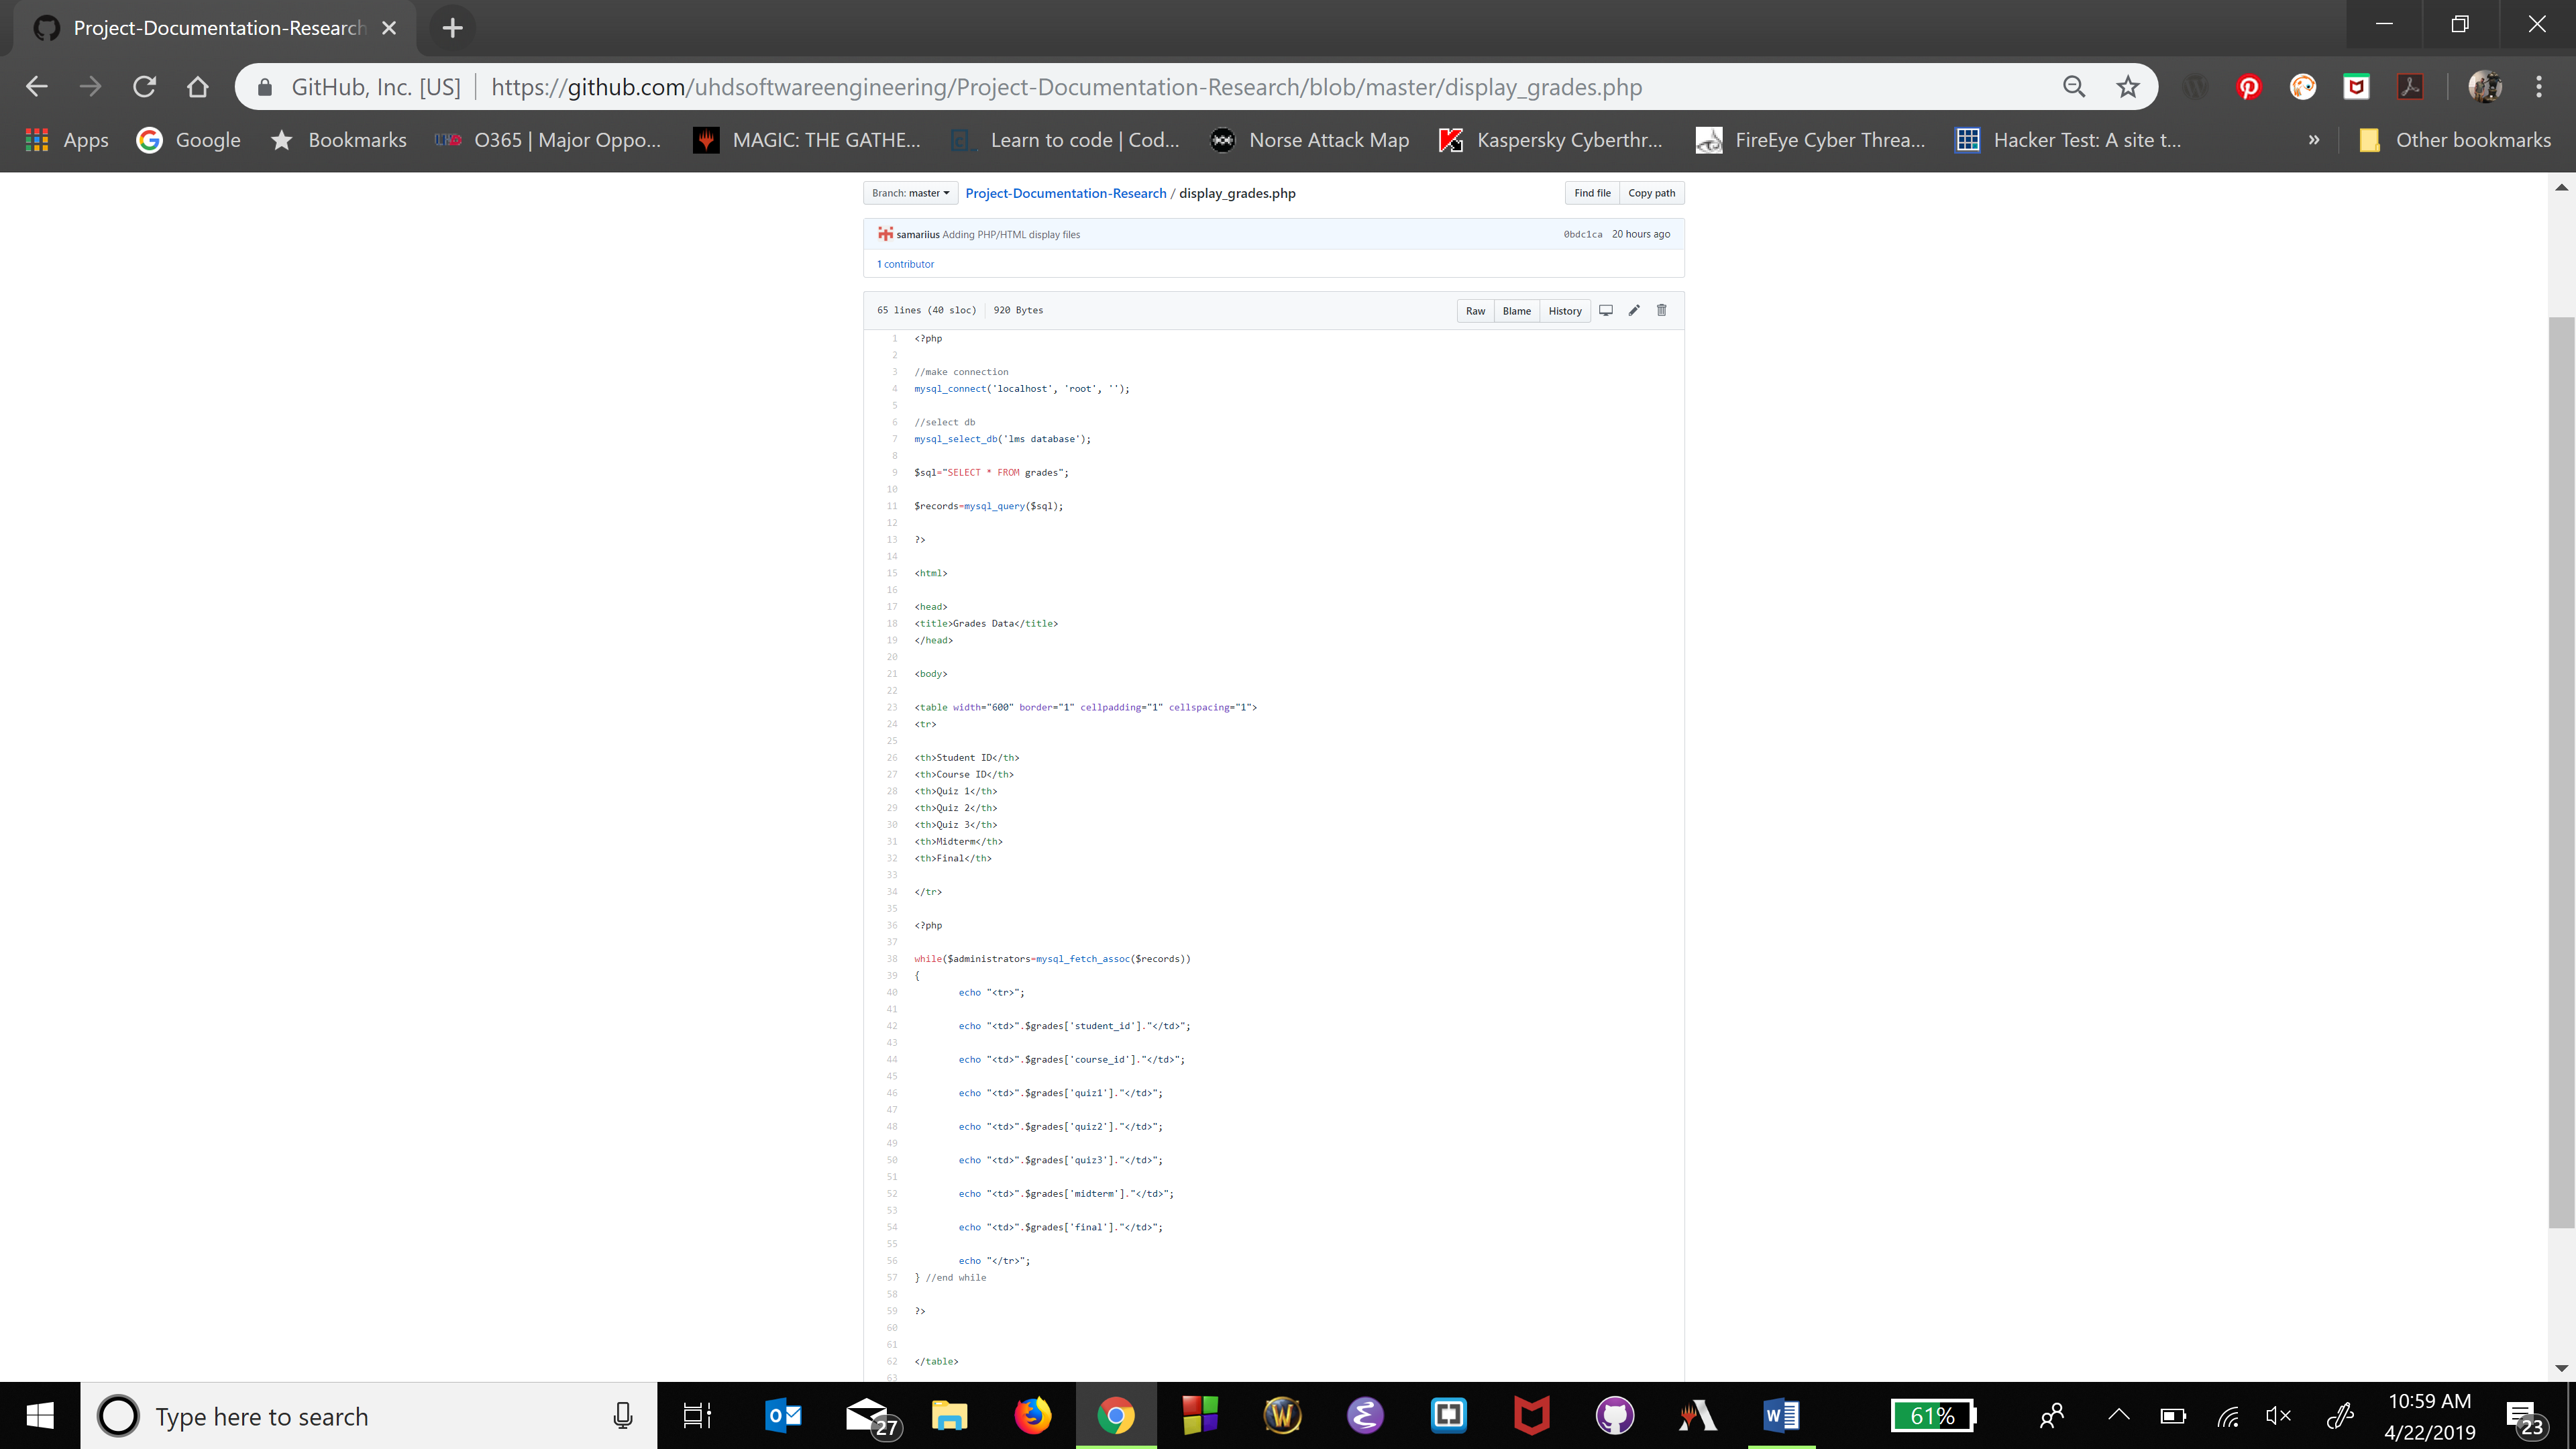 Project-Documentation-Research
GitHub, Inc. [US] https://github.com/uhdsoftwareengineering/Project-Documentation-Research/blob/master/display_grades.php
Apps Google Bookmarks O365 | Major Oppo... MAGIC: THE GATHE... Learn to code | Cod... Norse Attack Map Kaspersky Cyberthr... FireEye Cyber Threa... Hacker Test: A site t... » Other bookmarks
Branch: master Project-Documentation-Research / display_grades.php Find file Copy path
samariius Adding PHP/HTML display files 0bdc1ca 20 hours ago
1 contributor
65 lines (40 sloc) 920 Bytes Raw Blame History
1 <?php
2
3 //make connection
4 mysql_connect('localhost', 'root', '');
5
6 //select db
7 mysql_select_db('lms database');
8
9 $sql="SELECT * FROM grades";
10
11 $records=mysql_query($sql);
12
13 ?>
14
15 <html>
16
17 <head>
18 <title>Grades Data</title>
19 </head>
20
21 <body>
22
23 <table width="600" border="1" cellpadding="1" cellspacing="1">
24 <tr>
25
26 <th>Student ID</th>
27 <th>Course ID</th>
28 <th>Quiz 1</th>
29 <th>Quiz 2</th>
30 <th>Quiz 3</th>
31 <th>Midterm</th>
32 <th>Final</th>
33
34 </tr>
35
36 <?php
37
38 while($administrators=mysql_fetch_assoc($records))
39 {
40 echo "<tr>";
41
42 echo "<td>".$grades['student_id']."</td>";
43
44 echo "<td>".$grades['course_id']."</td>";
45
46 echo "<td>".$grades['quiz1']."</td>";
47
48 echo "<td>".$grades['quiz2']."</td>";
49
50 echo "<td>".$grades['quiz3']."</td>";
51
52 echo "<td>".$grades['midterm']."</td>";
53
54 echo "<td>".$grades['final']."</td>";
55
56 echo "</tr>";
57 } //end while
58
59 ?>
60
61
62 </table>
63
Type here to search 27 61% 10:59 AM
4/22/2019 23